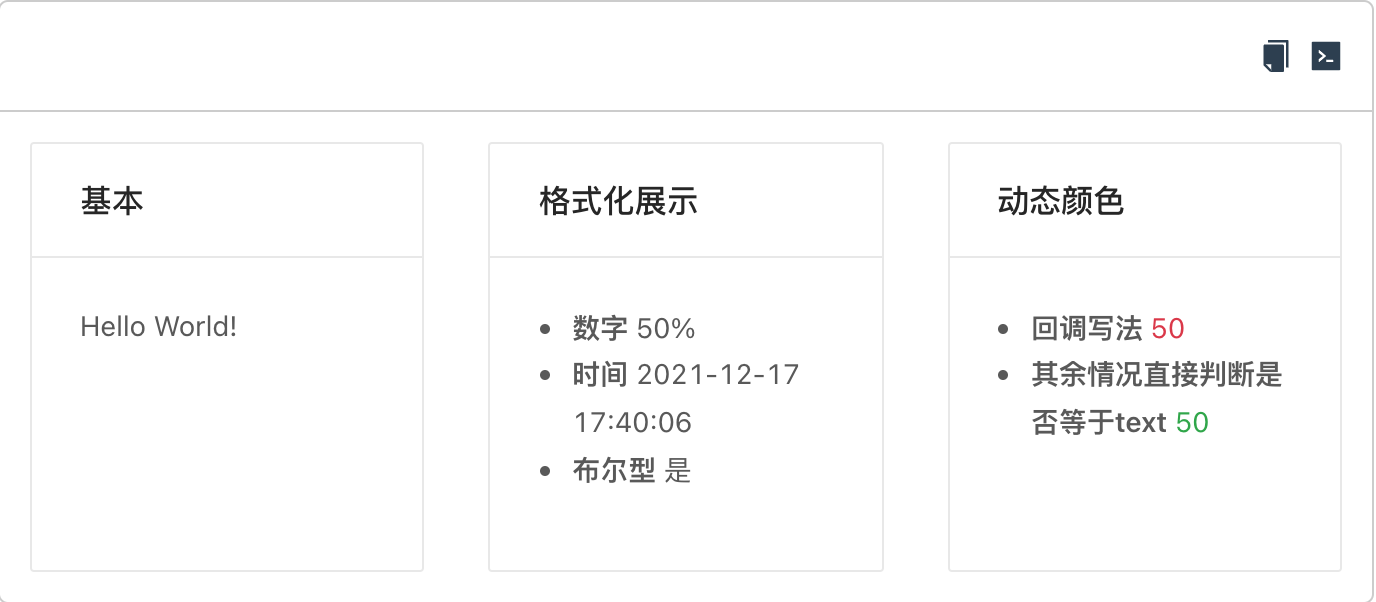 基本
Hello World!
格式化展示
数字 50%
时间 2021-12-17
17:40:06
布尔型 是
动态颜色
回调写法 50
其余情况直接判断是
否等于text 50